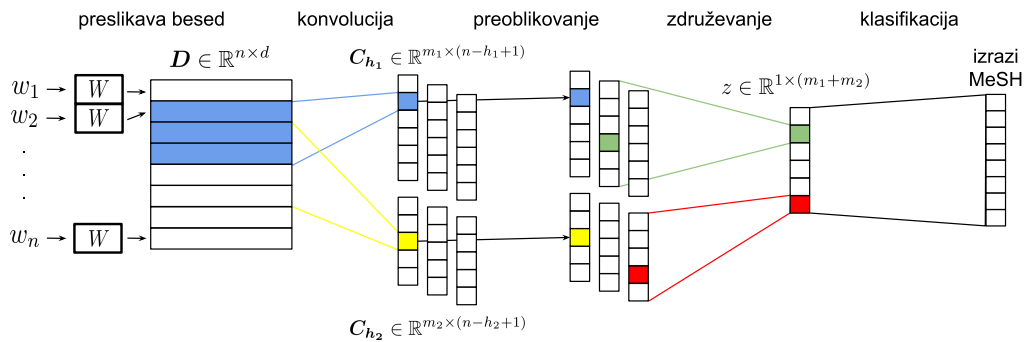 preslikava besed konvolucija preoblikovanje združevanje klasifikacija
D ∈ ℝ^{n×d}
C_{h_1} ∈ ℝ^{m_1×(n-h_1+1)}
izrazi
MeSH
z ∈ ℝ^{1×(m_1+m_2)}
w_1 W
w_2 W
.
.
.
w_n W
C_{h_2} ∈ ℝ^{m_2×(n-h_2+1)}